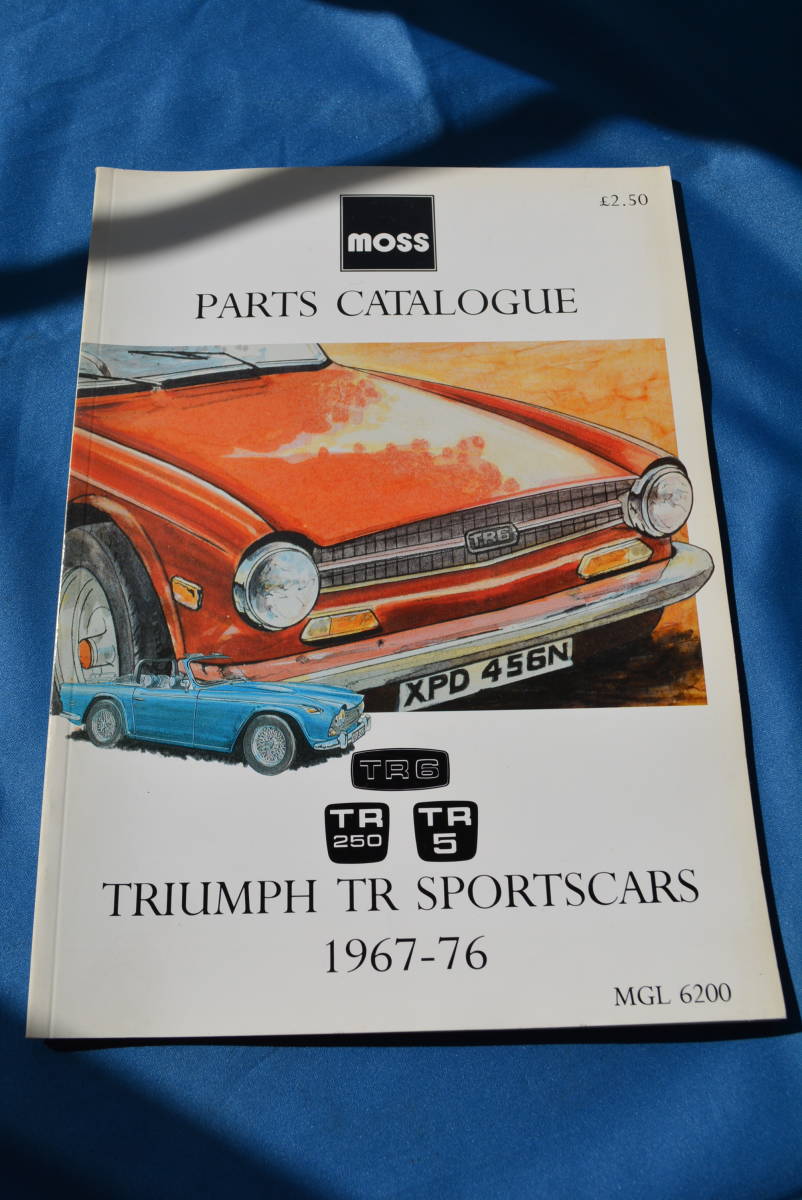 £2.50
moss
PARTS CATALOGUE
TR6
XPD 456N
TR6
TR
250
TR
5
TRIUMPH TR SPORTSCARS
1967-76
MGL 6200